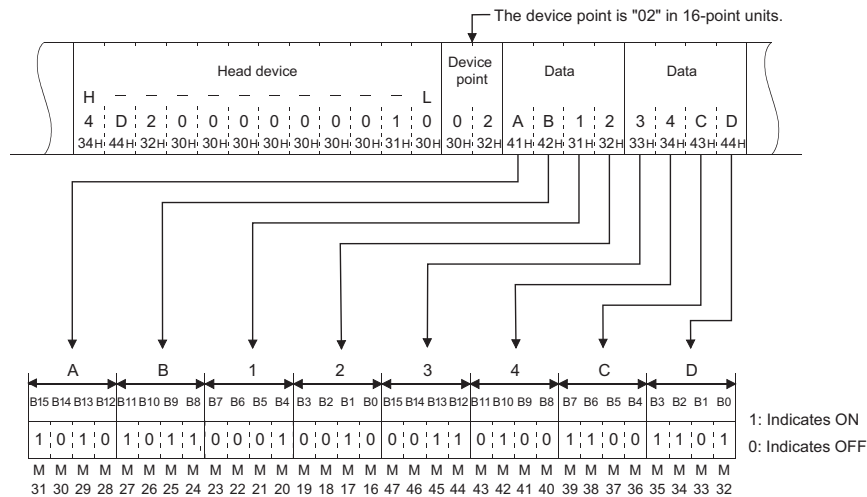 The device point is "02" in 16-point units.
Head device
Device point
Data
Data
H – – – – – – – – – – L
4 D 2 0 0 0 0 0 0 0 1 0 0 2 A B 1 2 3 4 C D
34H 44H 32H 30H 30H 30H 30H 30H 30H 30H 31H 30H 30H 32H 41H 42H 31H 32H 33H 34H 43H 44H
A B 1 2 3 4 C D
B15 B14 B13 B12 B11 B10 B9 B8 B7 B6 B5 B4 B3 B2 B1 B0 B15 B14 B13 B12 B11 B10 B9 B8 B7 B6 B5 B4 B3 B2 B1 B0
1 0 1 0 1 0 1 1 0 0 0 1 0 0 1 0 0 0 1 1 0 1 0 0 1 1 0 0 1 1 0 1
1: Indicates ON
0: Indicates OFF
M M M M M M M M M M M M M M M M M M M M M M M M M M M M M M M M
31 30 29 28 27 26 25 24 23 22 21 20 19 18 17 16 47 46 45 44 43 42 41 40 39 38 37 36 35 34 33 32